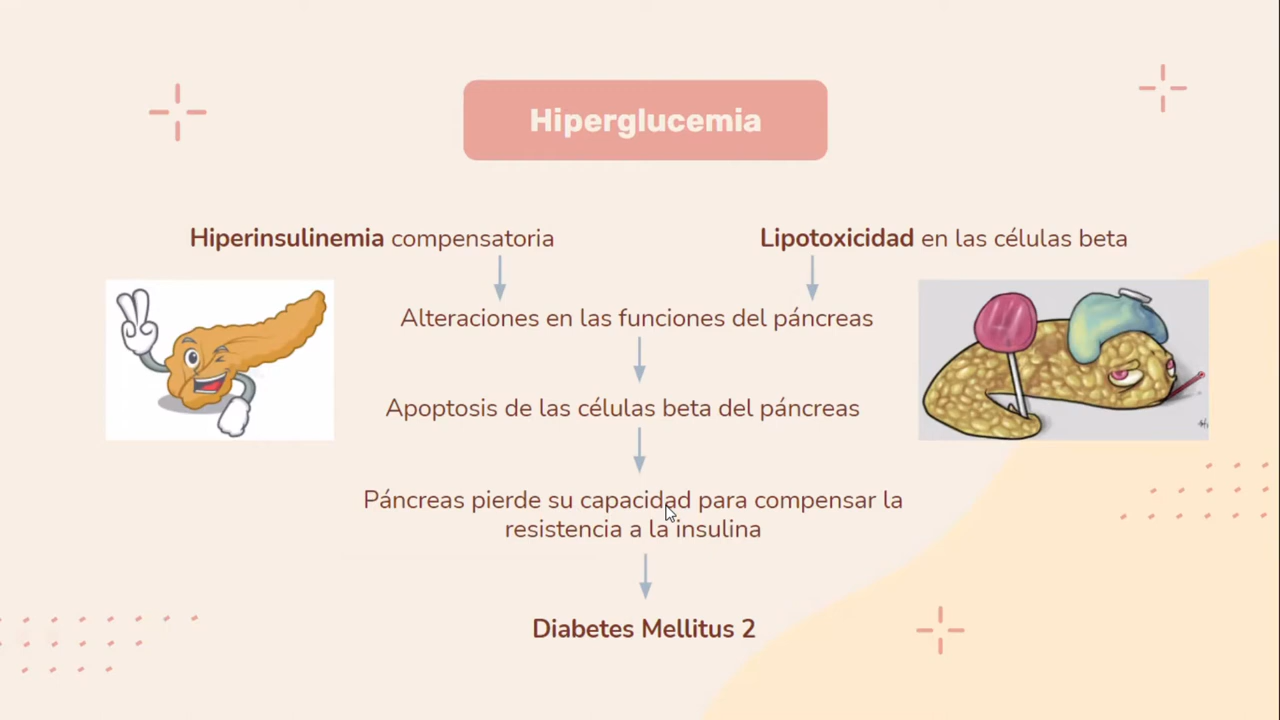 Hiperglucemia
Hiperinsulinemia compensatoria
Lipotoxicidad en las células beta
Alteraciones en las funciones del páncreas
Apoptosis de las células beta del páncreas
Páncreas pierde su capacidad para compensar la
resistencia a la insulina
Diabetes Mellitus 2